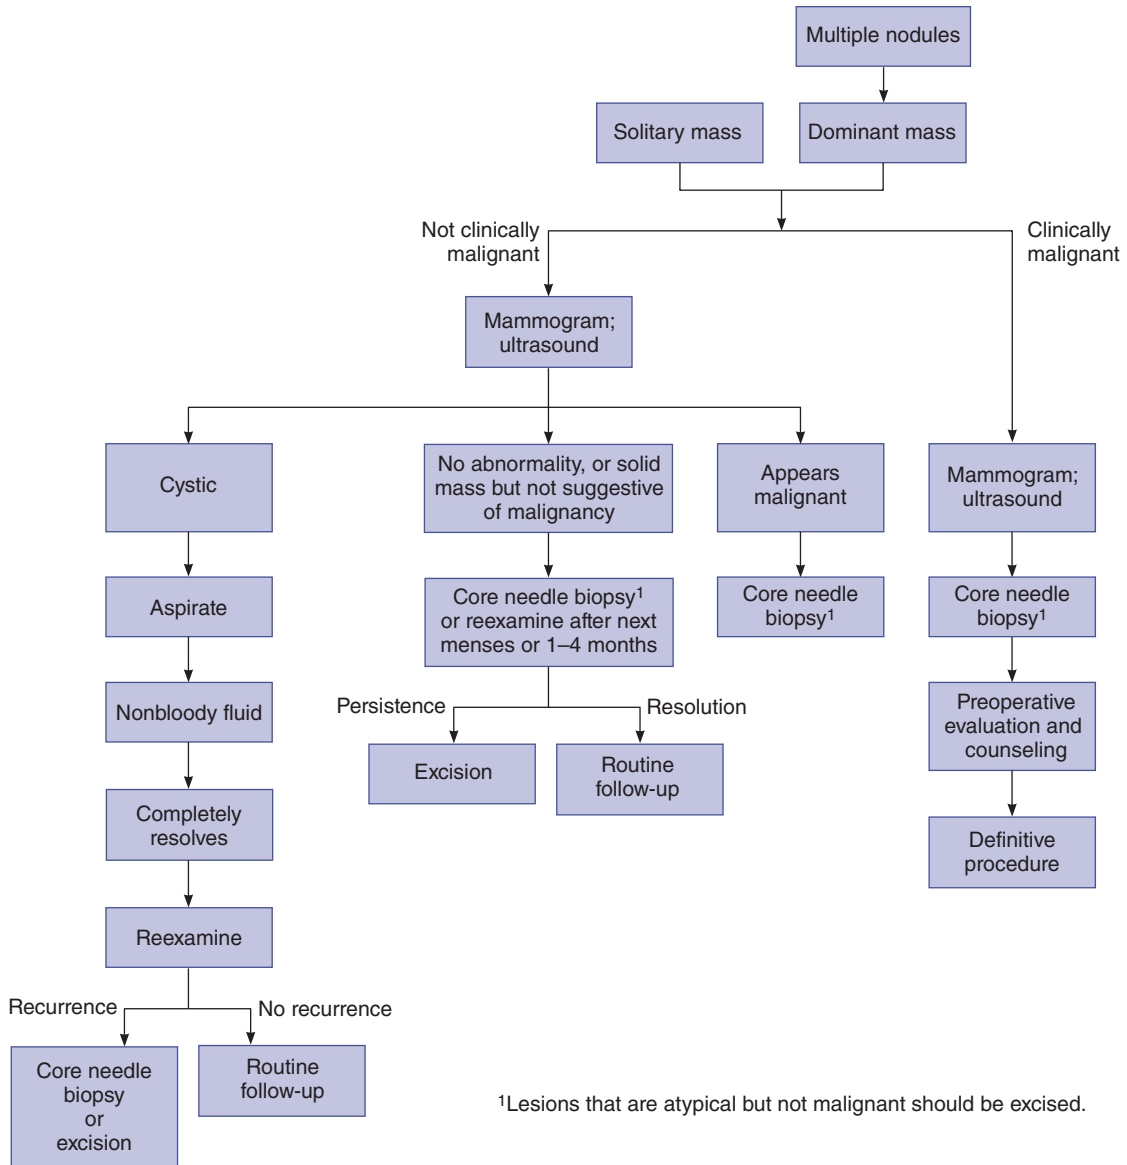 Multiple nodules
Solitary mass
Dominant mass
Not clinically
malignant
Clinically
malignant
Mammogram;
ultrasound
Cystic
No abnormality, or solid
mass but not suggestive
of malignancy
Appears
malignant
Mammogram;
ultrasound
Aspirate
Core needle biopsy¹
or reexamine after next
menses or 1–4 months
Core needle
biopsy¹
Core needle
biopsy¹
Nonbloody fluid
Persistence
Resolution
Preoperative
evaluation and
counseling
Excision
Routine
follow-up
Completely
resolves
Definitive
procedure
Reexamine
Recurrence
No recurrence
Core needle
biopsy
or
excision
Routine
follow-up
¹Lesions that are atypical but not malignant should be excised.